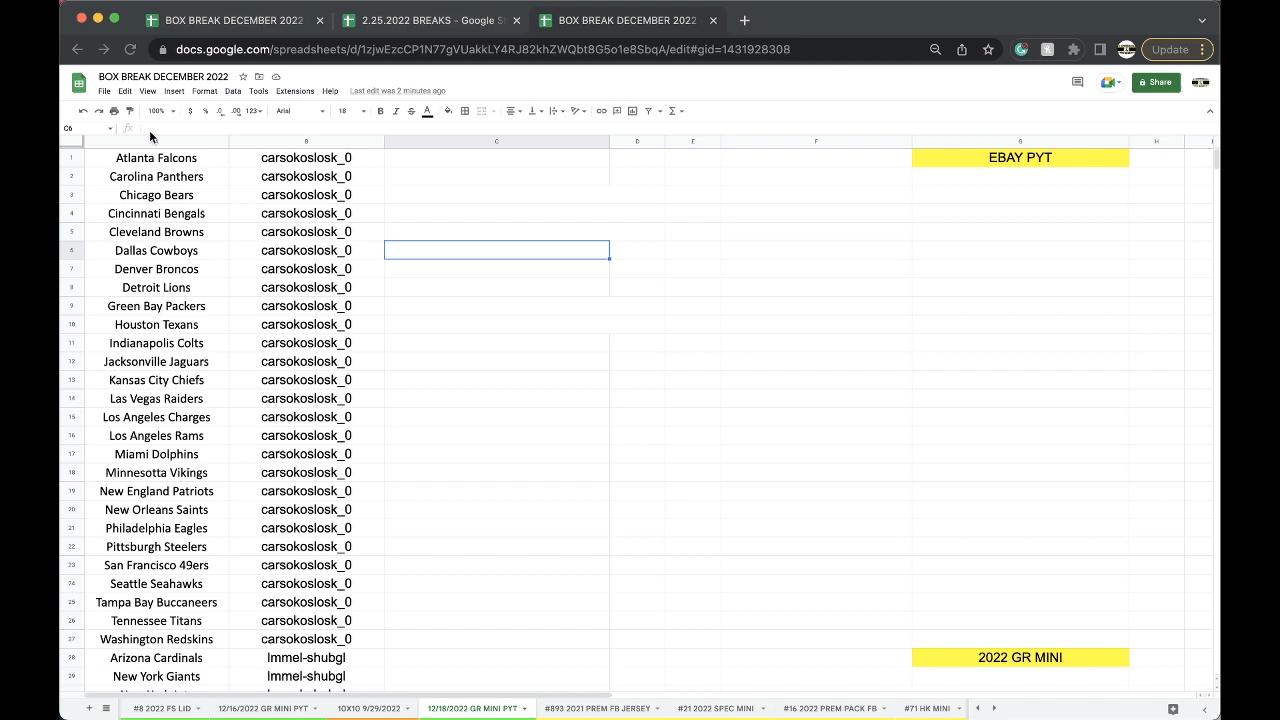 BOX BREAK DECEMBER 2022
2.25.2022 BREAKS - Google S
BOX BREAK DECEMBER 2022
docs.google.com/spreadsheets/d/1zjwEzcCP1N77gVUakkLY4RJ82khZWQbt8G5o1e8SbqA/edit#gid=1431928308
Update
BOX BREAK DECEMBER 2022
File Edit View Insert Format Data Tools Extensions Help Last edit was 2 minutes ago
Share
100% $ % .0 .00 123 Arial 18 B I S A
C6 fx
B C D E F G H
1 Atlanta Falcons carsokoslosk_0 EBAY PYT
2 Carolina Panthers carsokoslosk_0
3 Chicago Bears carsokoslosk_0
4 Cincinnati Bengals carsokoslosk_0
5 Cleveland Browns carsokoslosk_0
6 Dallas Cowboys carsokoslosk_0
7 Denver Broncos carsokoslosk_0
8 Detroit Lions carsokoslosk_0
9 Green Bay Packers carsokoslosk_0
10 Houston Texans carsokoslosk_0
11 Indianapolis Colts carsokoslosk_0
12 Jacksonville Jaguars carsokoslosk_0
13 Kansas City Chiefs carsokoslosk_0
14 Las Vegas Raiders carsokoslosk_0
15 Los Angeles Charges carsokoslosk_0
16 Los Angeles Rams carsokoslosk_0
17 Miami Dolphins carsokoslosk_0
18 Minnesotta Vikings carsokoslosk_0
19 New England Patriots carsokoslosk_0
20 New Orleans Saints carsokoslosk_0
21 Philadelphia Eagles carsokoslosk_0
22 Pittsburgh Steelers carsokoslosk_0
23 San Francisco 49ers carsokoslosk_0
24 Seattle Seahawks carsokoslosk_0
25 Tampa Bay Buccaneers carsokoslosk_0
26 Tennessee Titans carsokoslosk_0
27 Washington Redskins carsokoslosk_0
28 Arizona Cardinals lmmel-shubgl 2022 GR MINI
29 New York Giants lmmel-shubgl
#8 2022 FS LID 12/16/2022 GR MINI PYT 10X10 9/29/2022 12/18/2022 GR MINI PYT #893 2021 PREM FB JERSEY #21 2022 SPEC MINI #16 2022 PREM PACK FB #71 HK MINI